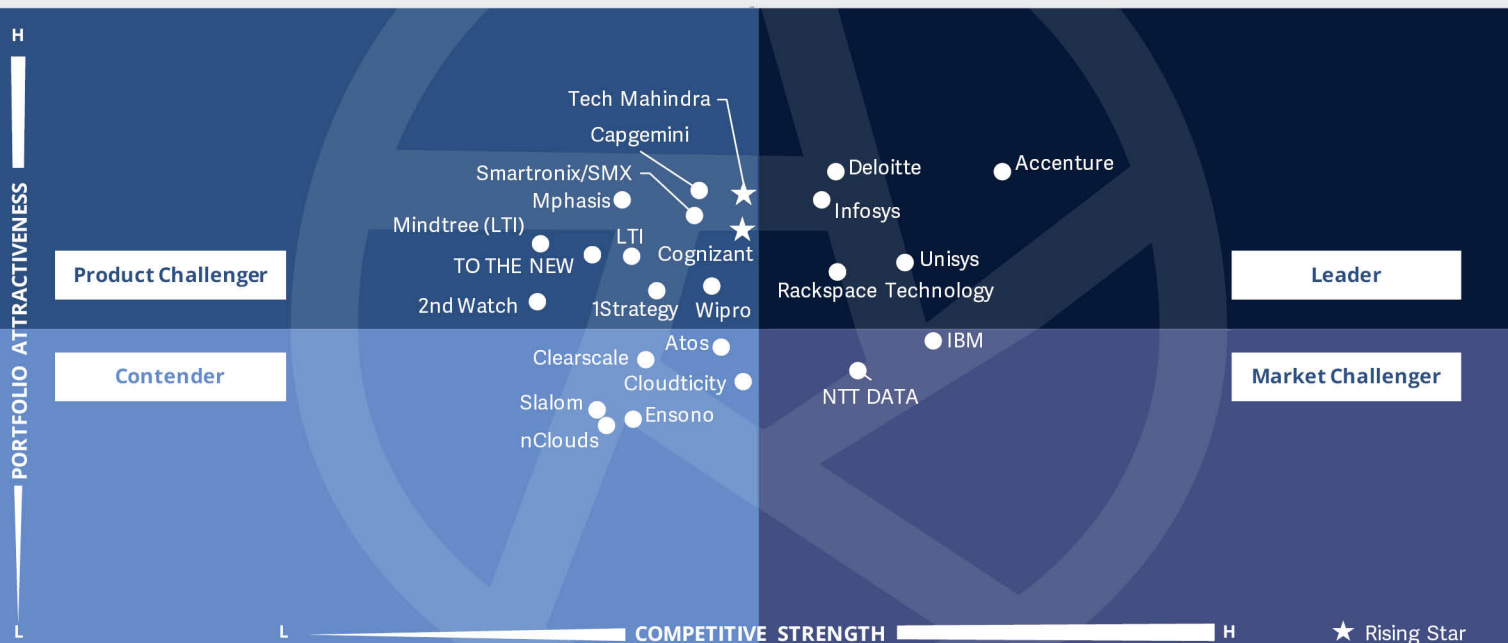 H
PORTFOLIO ATTRACTIVENESS
L
Product Challenger
Contender
Leader
Market Challenger
Tech Mahindra
Capgemini
Smartronix/SMX
Mphasis
Mindtree (LTI)
LTI
TO THE NEW
Cognizant
2nd Watch
1Strategy
Wipro
Deloitte
Accenture
Infosys
Unisys
Rackspace Technology
Atos
Clearscale
Cloudticity
Slalom
Ensono
nClouds
IBM
NTT DATA
L
COMPETITIVE STRENGTH
H
Rising Star